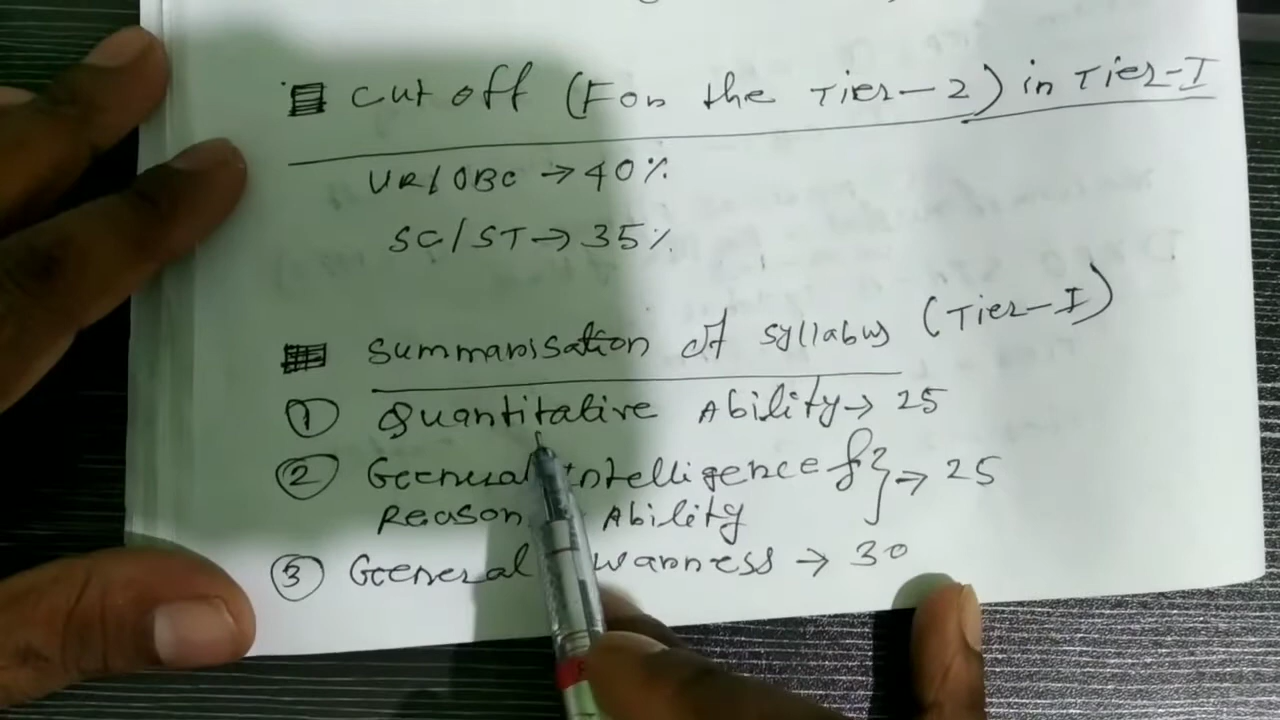 Cut off (For the Tier-2) in Tier-I
UR/OBC → 40%
SC/ST → 35%
Summarisation of syllabus (Tier-I)
① Quantitative Ability → 25
② General Intelligence & } → 25
Reason Ability
③ General → 30